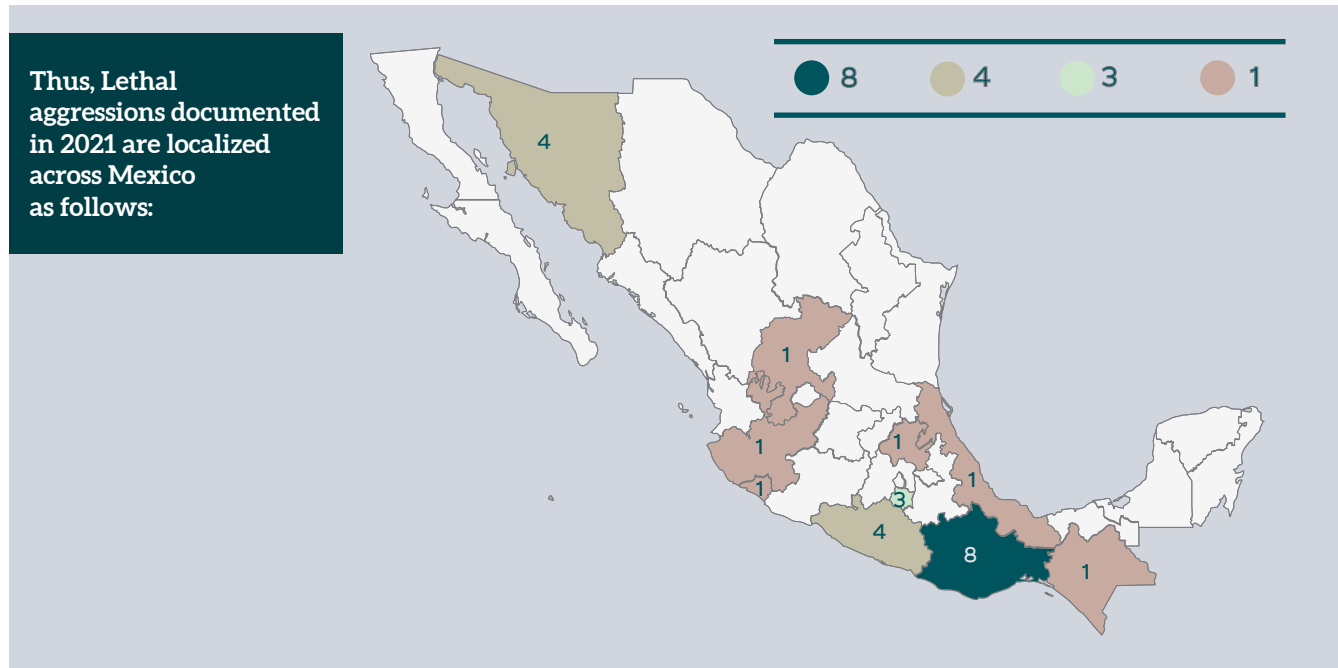 Thus, Lethal
aggressions documented
in 2021 are localized
across Mexico
as follows:
8 4 3 1
4
1
1
1
1
1
3
4
8
1